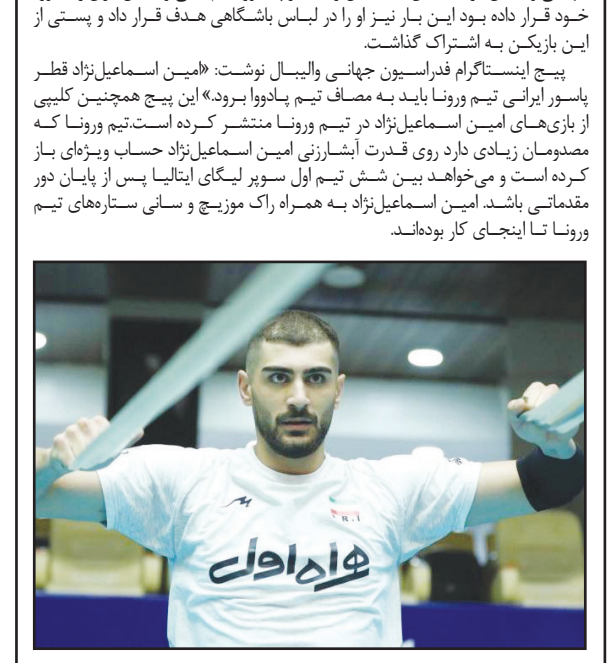 خود قرار داده بود این بار نیز او را در لباس باشگاهی هدف قرار داد و پستی از
این بازیکن به اشتراک گذاشت.
پیج اینستاگرام فدراسیون جهانی والیبال نوشت: «امین اسماعیل‌نژاد قطر
پاسور ایرانی تیم ورونا باید به مصاف تیم پادووا برود.» این پیج همچنین کلیپی
از بازی‌های امین اسماعیل‌نژاد در تیم ورونا منتشر کرده است.تیم ورونا که
مصدومان زیادی دارد روی قدرت آبشارزنی امین اسماعیل‌نژاد حساب ویژه‌ای باز
کرده است و می‌خواهد بین شش تیم اول سوپر لیگای ایتالیا پس از پایان دور
مقدماتی باشد. امین اسماعیل‌نژاد به همراه راک موزیچ و سانی ستاره‌های تیم
ورونا تا اینجای کار بوده‌اند.
I.R.I
همراه اول